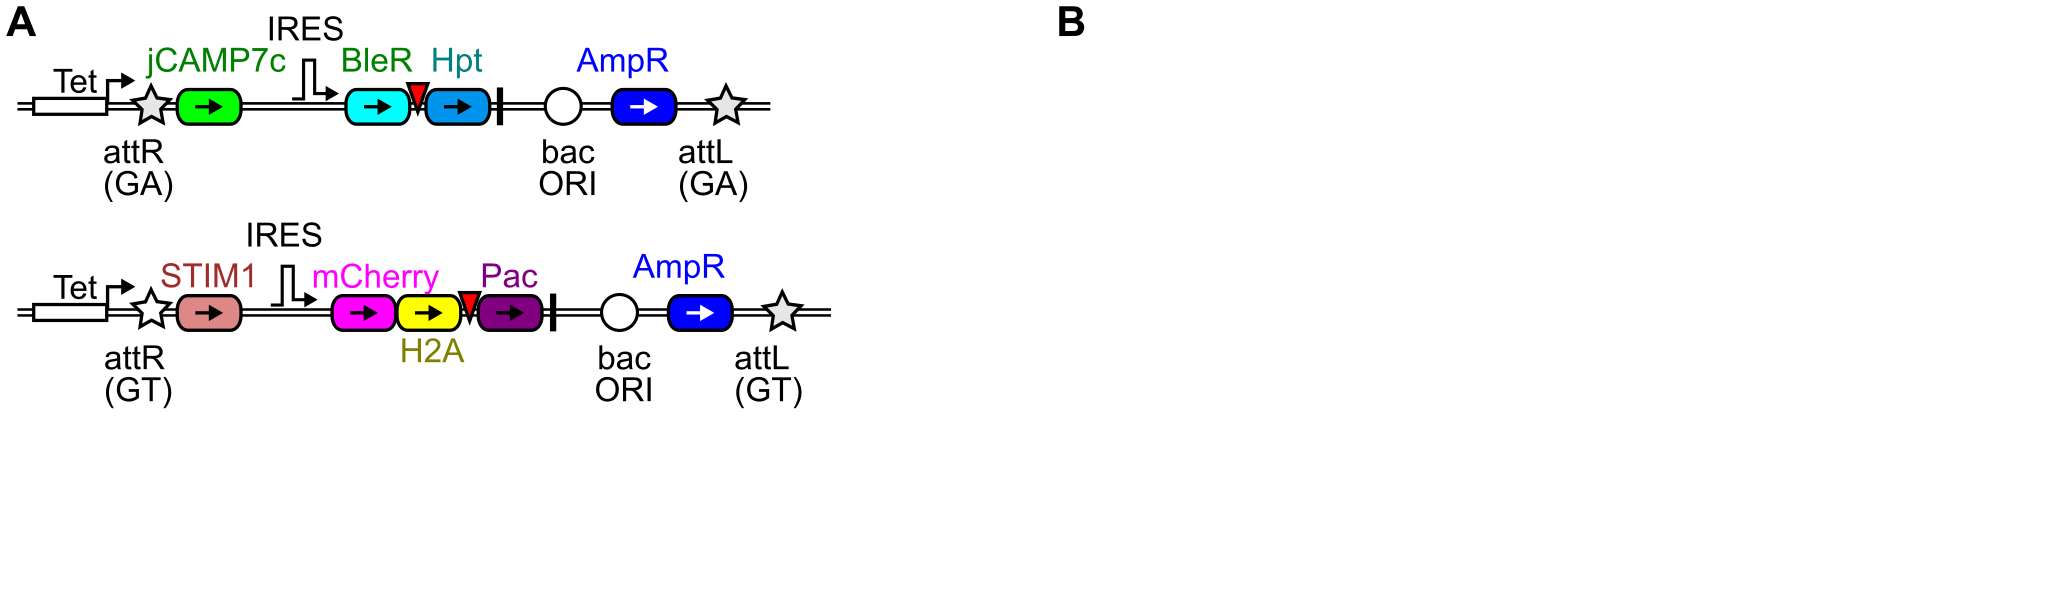 A
B
IRES
jCAMP7c BleR Hpt AmpR
Tet
attR bac attL
(GA) ORI (GA)
IRES
STIM1 mCherry Pac AmpR
Tet
H2A
attR bac attL
(GT) ORI (GT)